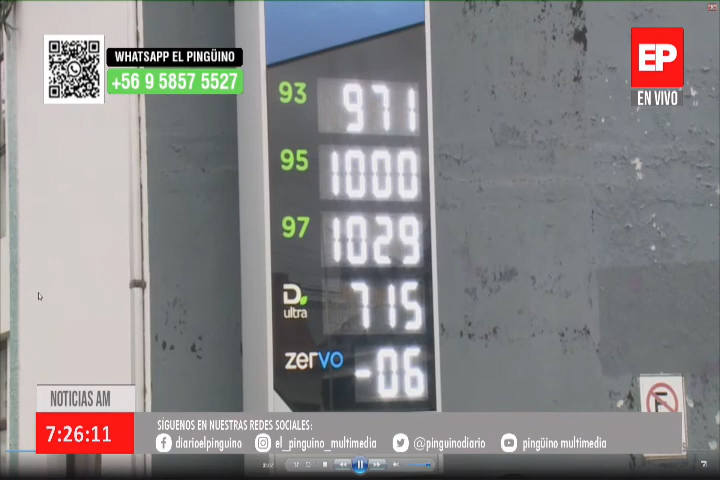 WHATSAPP EL PINGÜINO
+56 9 5857 5527
EP
EN VIVO
93 971
95 1000
97 1029
D.
ultra 715
zervo -06
NOTICIAS AM
7:26:11
SÍGUENOS EN NUESTRAS REDES SOCIALES:
diarioelpinguino el_pinguino_multimedia @pinguinodiario pingüino multimedia
E